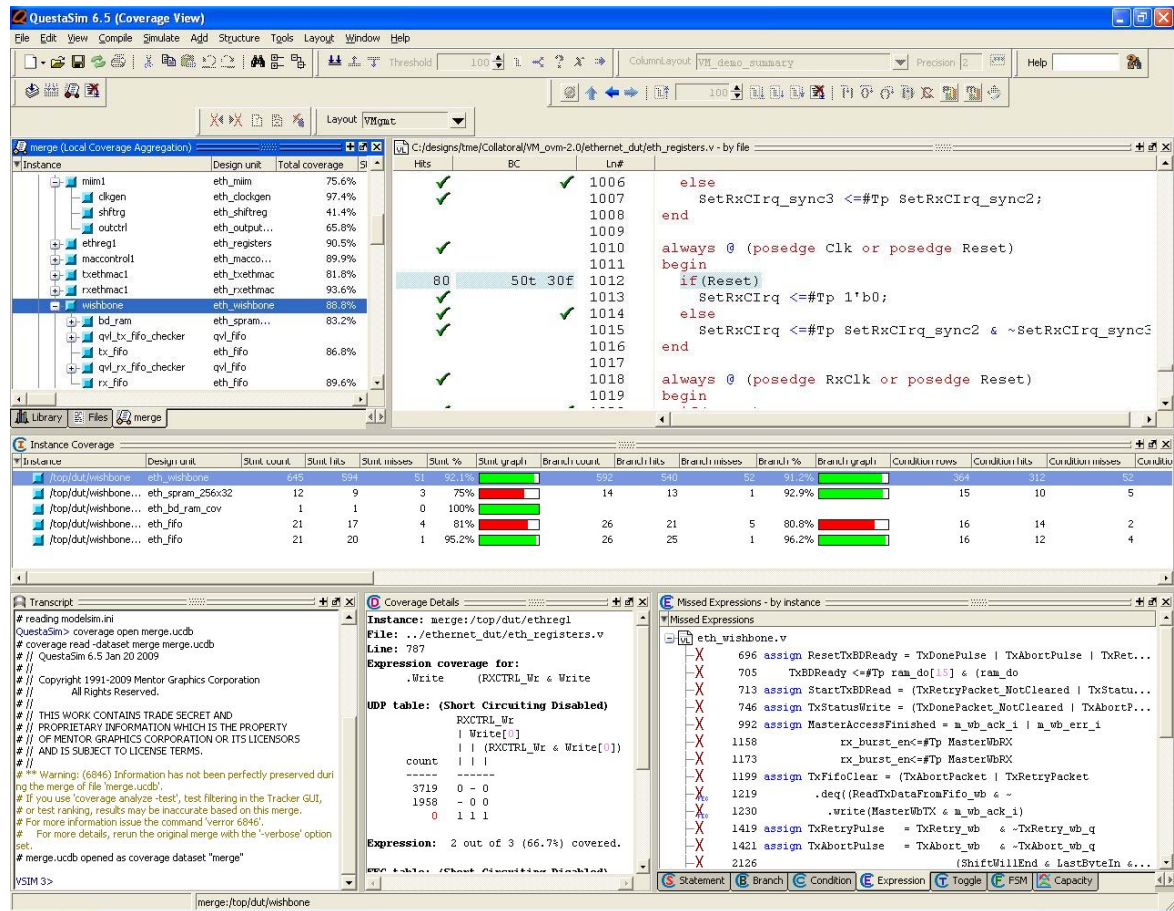 QuestaSim 6.5 (Coverage View)
File Edit View Compile Simulate Add Structure Tools Layout Window Help
Threshold 100 ColumnLayout VM_demo_summary Precision 2 Help
100
Layout VMgmt
merge (Local Coverage Aggregation)
Instance Design unit Total coverage
miim1 eth_miim 75.6%
clkgen eth_clockgen 97.4%
shftrg eth_shiftreg 41.4%
outctrl eth_output... 65.8%
ethreg1 eth_registers 90.5%
maccontrol1 eth_macco... 89.9%
txethmac1 eth_txethmac 81.8%
rxethmac1 eth_rxethmac 93.6%
wishbone eth_wishbone 88.8%
bd_ram eth_spram... 83.2%
qvl_tx_fifo_checker qvl_fifo
tx_fifo eth_fifo 86.8%
qvl_rx_fifo_checker qvl_fifo
rx_fifo eth_fifo 89.6%
Library Files merge
C:/designs/tme/Collatoral/VM_ovm-2.0/ethernet_dut/eth_registers.v - by file
Hits BC Ln#
1006 else
1007 SetRxCIrq_sync3 <=#Tp SetRxCIrq_sync2;
1008 end
1009
1010 always @ (posedge Clk or posedge Reset)
1011 begin
80 50t 30f 1012 if(Reset)
1013 SetRxCIrq <=#Tp 1'b0;
1014 else
1015 SetRxCIrq <=#Tp SetRxCIrq_sync2 & ~SetRxCIrq_sync3
1016 end
1017
1018 always @ (posedge RxClk or posedge Reset)
1019 begin
Instance Coverage
Instance Design unit Stmt count Stmt hits Stmt misses Stmt % Stmt graph Branch count Branch hits Branch misses Branch % Branch graph Condition rows Condition hits Condition misses Conditio
/top/dut/wishbone eth_wishbone 645 594 51 92.1% 592 540 52 91.2% 364 312 52
/top/dut/wishbone... eth_spram_256x32 12 9 3 75% 14 13 1 92.9% 15 10 5
/top/dut/wishbone... eth_bd_ram_cov 1 1 0 100%
/top/dut/wishbone... eth_fifo 21 17 4 81% 26 21 5 80.8% 16 14 2
/top/dut/wishbone... eth_fifo 21 20 1 95.2% 26 25 1 96.2% 16 12 4
Transcript
# reading modelsim.ini
QuestaSim> coverage open merge.ucdb
# coverage read -dataset merge merge.ucdb
# // QuestaSim 6.5 Jan 20 2009
# //
# // Copyright 1991-2009 Mentor Graphics Corporation
# // All Rights Reserved.
# //
# // THIS WORK CONTAINS TRADE SECRET AND
# // PROPRIETARY INFORMATION WHICH IS THE PROPERTY
# // OF MENTOR GRAPHICS CORPORATION OR ITS LICENSORS
# // AND IS SUBJECT TO LICENSE TERMS.
# //
# ** Warning: (6846) Information has not been perfectly preserved duri
ng the merge of file 'merge.ucdb'.
# If you use 'coverage analyze -test', test filtering in the Tracker GUI,
# or test ranking, results may be inaccurate based on this merge.
# For more information issue the command 'verror 6846'.
# For more details, rerun the original merge with the '-verbose' option
set.
# merge.ucdb opened as coverage dataset "merge"
VSIM 3>
Coverage Details
Instance: merge:/top/dut/ethreg1
File: ../ethernet_dut/eth_registers.v
Line: 787
Expression coverage for:
.Write (RXCTRL_Wr & Write
UDP table: (Short Circuiting Disabled)
RXCTRL_Wr
| Write[0]
| | (RXCTRL_Wr & Write[0])
count | | |
----- ------
3719 0 - 0
1958 - 0 0
0 1 1 1
Expression: 2 out of 3 (66.7%) covered.
Missed Expressions - by instance
Missed Expressions
eth_wishbone.v
696 assign ResetTxBDReady = TxDonePulse | TxAbortPulse | TxRet...
705 TxBDReady <=#Tp ram_do[15] & (ram_do
713 assign StartTxBDRead = (TxRetryPacket_NotCleared | TxStatu...
746 assign TxStatusWrite = (TxDonePacket_NotCleared | TxAbortP...
992 assign MasterAccessFinished = m_wb_ack_i | m_wb_err_i
1158 rx_burst_en<=#Tp MasterWbRX
1173 rx_burst_en<=#Tp MasterWbRX
1199 assign TxFifoClear = (TxAbortPacket | TxRetryPacket
1219 .deq((ReadTxDataFromFifo_wb & ~
1230 .write(MasterWbTX & m_wb_ack_i)
1419 assign TxRetryPulse = TxRetry_wb & ~TxRetry_wb_q
1421 assign TxAbortPulse = TxAbort_wb & ~TxAbort_wb_q
2126 (ShiftWillEnd & LastByteIn &...
Statement Branch Condition Expression Toggle FSM Capacity
merge:/top/dut/wishbone